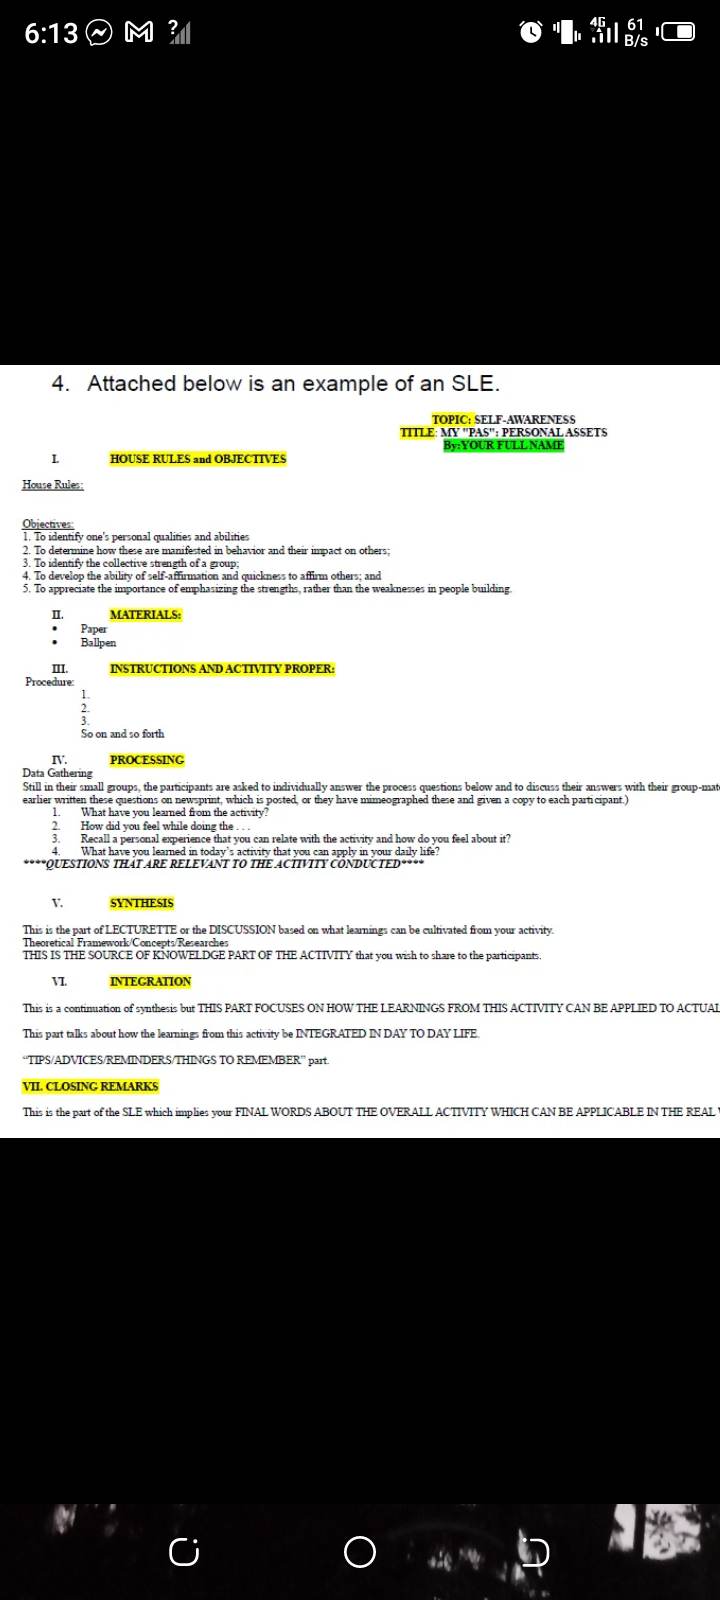 6:13
4G 61 B/s
4. Attached below is an example of an SLE.
TOPIC: SELF-AWARENESS
TITLE: MY "PAS": PERSONAL ASSETS
By:YOUR FULL NAME
I. HOUSE RULES and OBJECTIVES
House Rules:
Objectives:
1. To identify one's personal qualities and abilities
2. To determine how these are manifested in behavior and their impact on others;
3. To identify the collective strength of a group;
4. To develop the ability of self-affirmation and quickness to affirm others; and
5. To appreciate the importance of emphasizing the strengths, rather than the weaknesses in people building.
II. MATERIALS:
• Paper
• Ballpen
III. INSTRUCTIONS AND ACTIVITY PROPER:
Procedure:
1.
2.
3.
So on and so forth
IV. PROCESSING
Data Gathering
Still in their small groups, the participants are asked to individually answer the process questions below and to discuss their answers with their group-mat
earlier written these questions on newsprint, which is posted, or they have mimeographed these and given a copy to each participant.)
1. What have you learned from the activity?
2. How did you feel while doing the . . .
3. Recall a personal experience that you can relate with the activity and how do you feel about it?
4. What have you learned in today's activity that you can apply in your daily life?
****QUESTIONS THAT ARE RELEVANT TO THE ACTIVITY CONDUCTED****
V. SYNTHESIS
This is the part of LECTURETTE or the DISCUSSION based on what learnings can be cultivated from your activity.
Theoretical Framework/Concepts/Researches
THIS IS THE SOURCE OF KNOWELDGE PART OF THE ACTIVITY that you wish to share to the participants.
VI. INTEGRATION
This is a continuation of synthesis but THIS PART FOCUSES ON HOW THE LEARNINGS FROM THIS ACTIVITY CAN BE APPLIED TO ACTUAL
This part talks about how the learnings from this activity be INTEGRATED IN DAY TO DAY LIFE.
"TIPS/ADVICES/REMINDERS/THINGS TO REMEMBER" part.
VII. CLOSING REMARKS
This is the part of the SLE which implies your FINAL WORDS ABOUT THE OVERALL ACTIVITY WHICH CAN BE APPLICABLE IN THE REAL